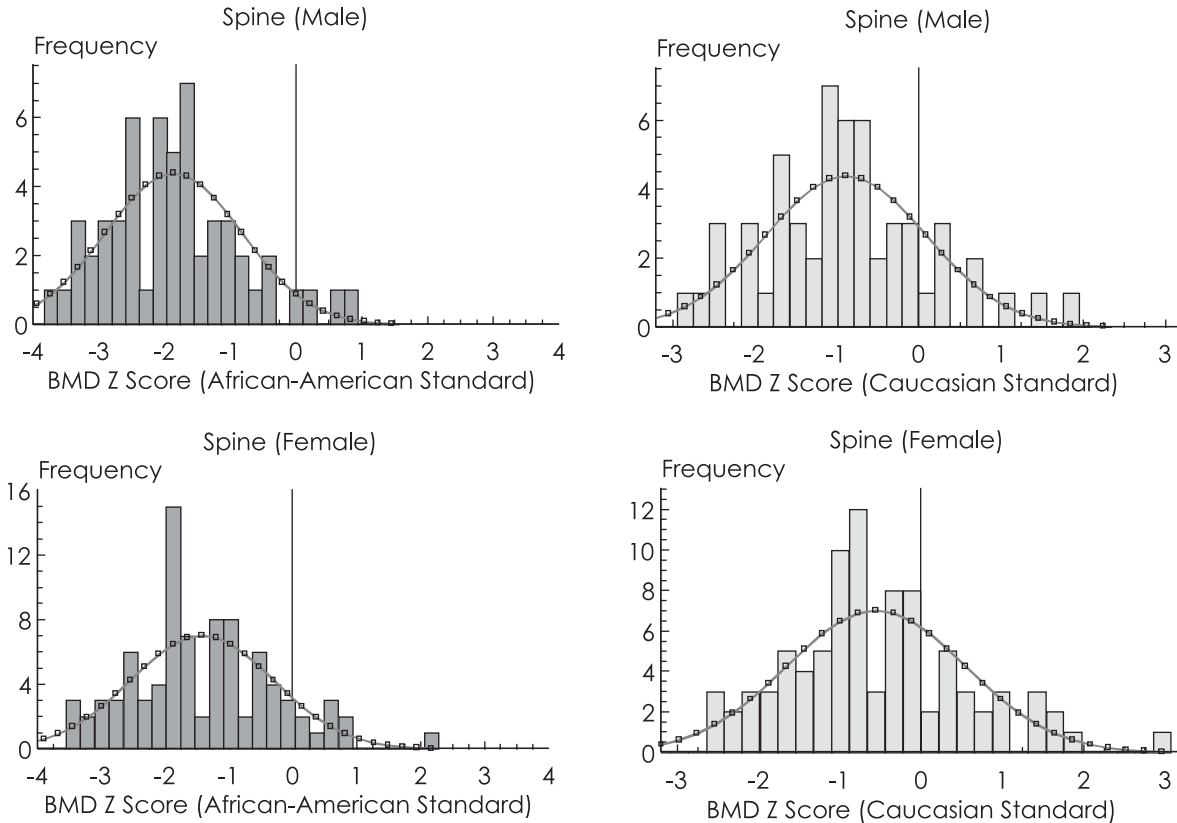 Spine (Male)
Frequency
6
4
2
0
-4 -3 -2 -1 0 1 2 3 4
BMD Z Score (African-American Standard)
Spine (Male)
Frequency
6
4
2
0
-3 -2 -1 0 1 2 3
BMD Z Score (Caucasian Standard)
Spine (Female)
Frequency
16
12
8
4
0
-4 -3 -2 -1 0 1 2 3 4
BMD Z Score (African-American Standard)
Spine (Female)
Frequency
12
10
8
6
4
2
0
-3 -2 -1 0 1 2 3
BMD Z Score (Caucasian Standard)